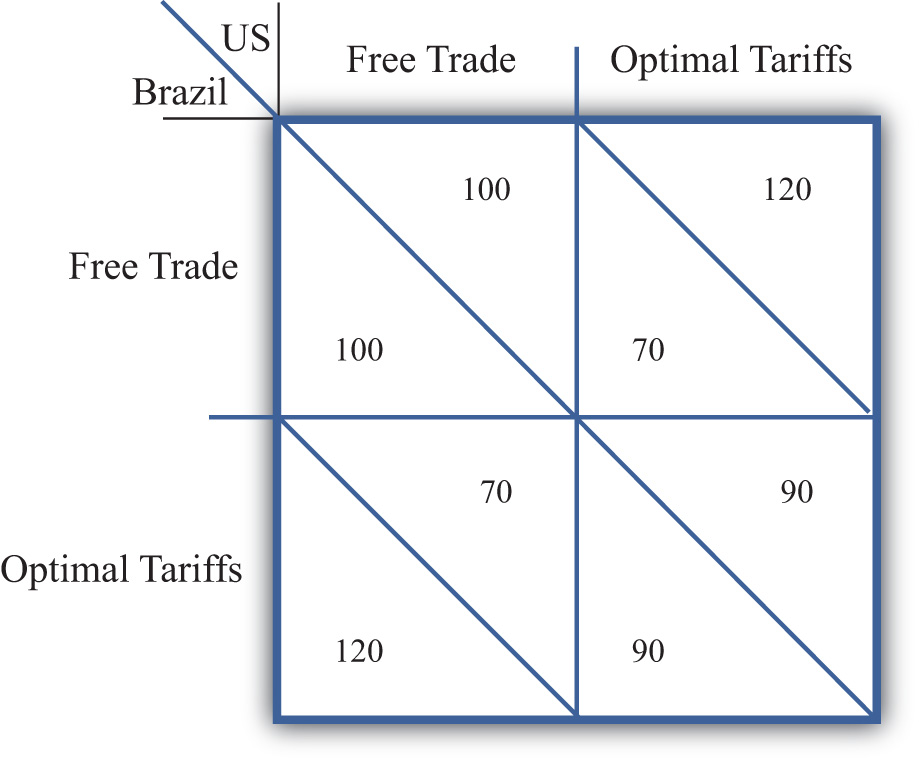 US
Brazil
Free Trade
Optimal Tariffs
Free Trade
100
100
120
70
Optimal Tariffs
70
120
90
90